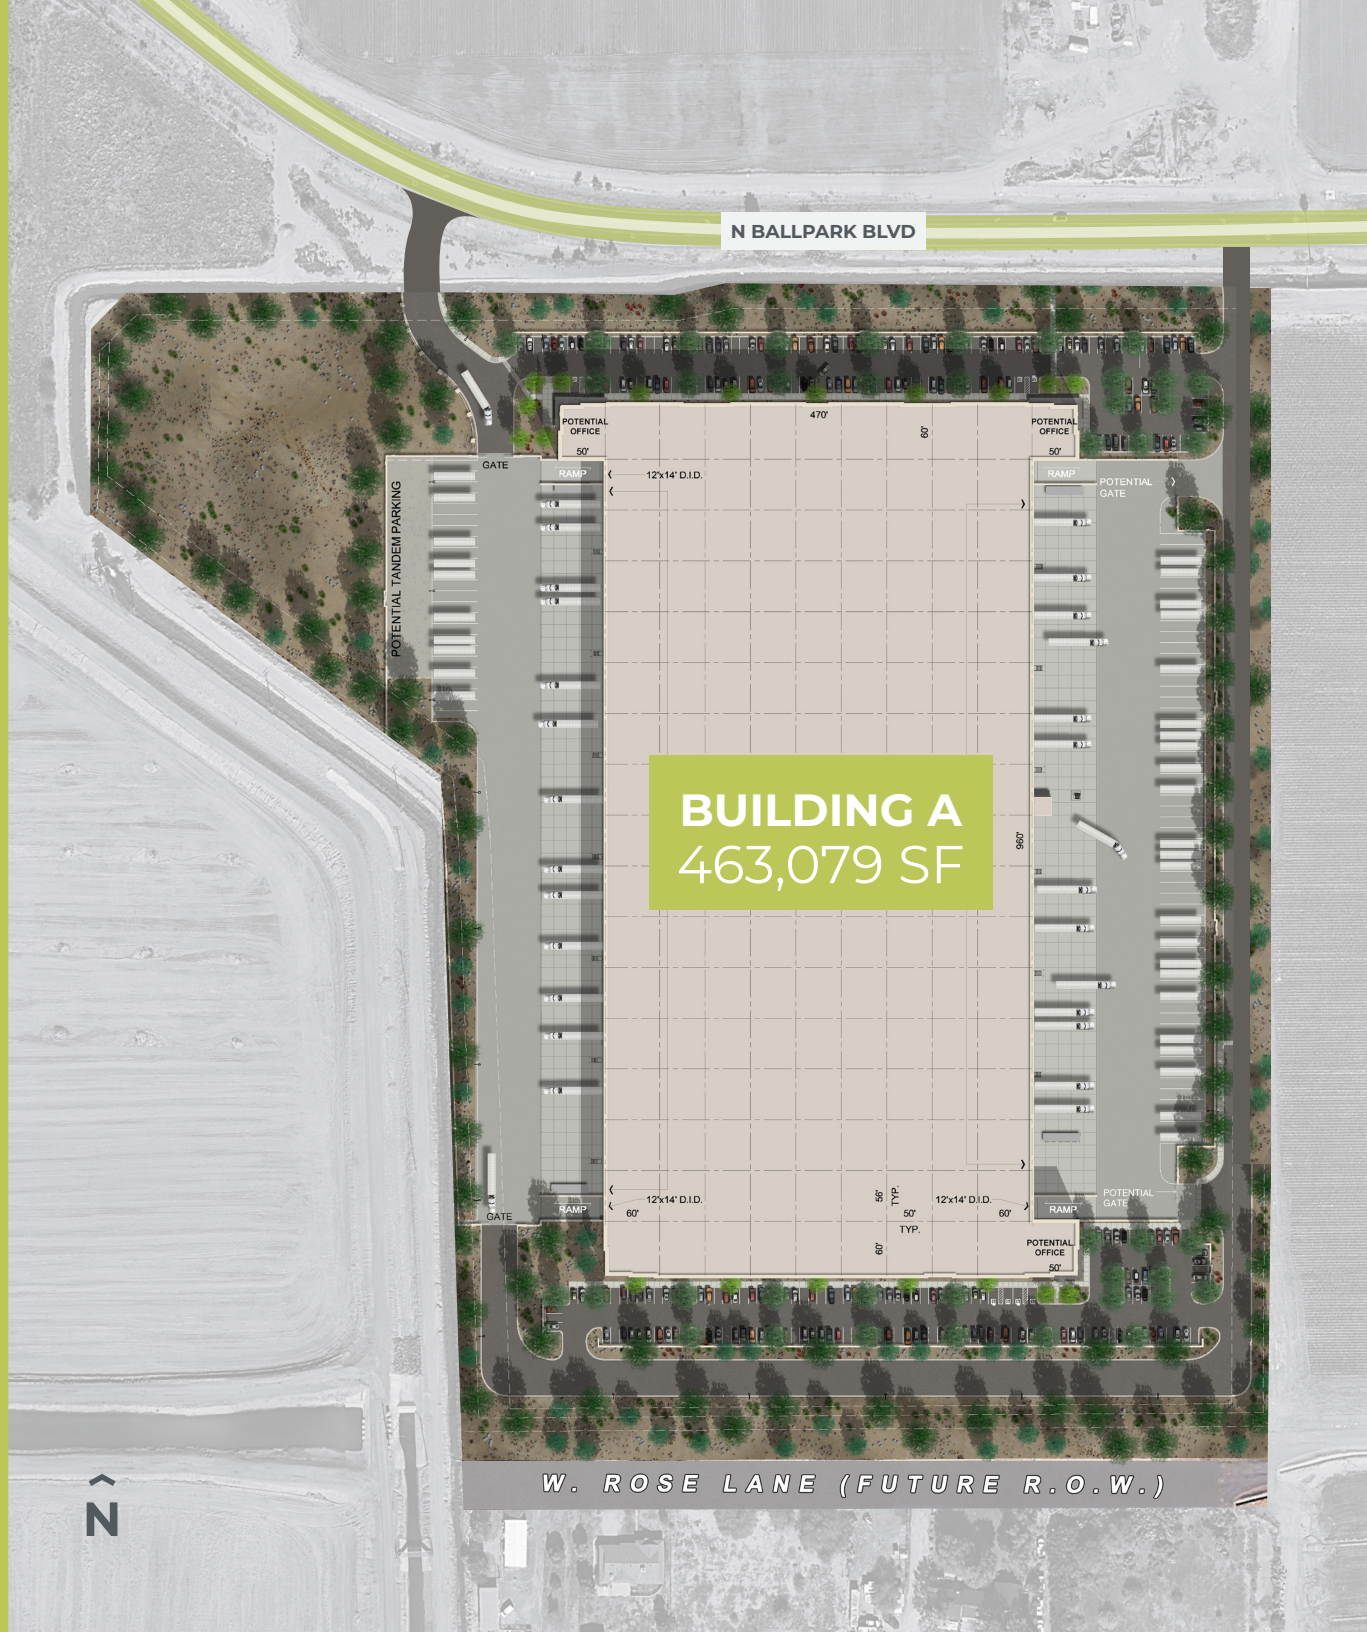 N BALLPARK BLVD
470'
POTENTIAL
OFFICE
50'
60'
POTENTIAL
OFFICE
50'
GATE
RAMP
12'x14' D.I.D.
RAMP
POTENTIAL
GATE
POTENTIAL TANDEM PARKING
BUILDING A
463,079 SF
960'
GATE
RAMP
12'x14' D.I.D.
60'
56'
TYP.
50'
TYP.
60'
12'x14' D.I.D.
60'
RAMP
POTENTIAL
GATE
POTENTIAL
OFFICE
50'
W. ROSE LANE (FUTURE R.O.W.)
N